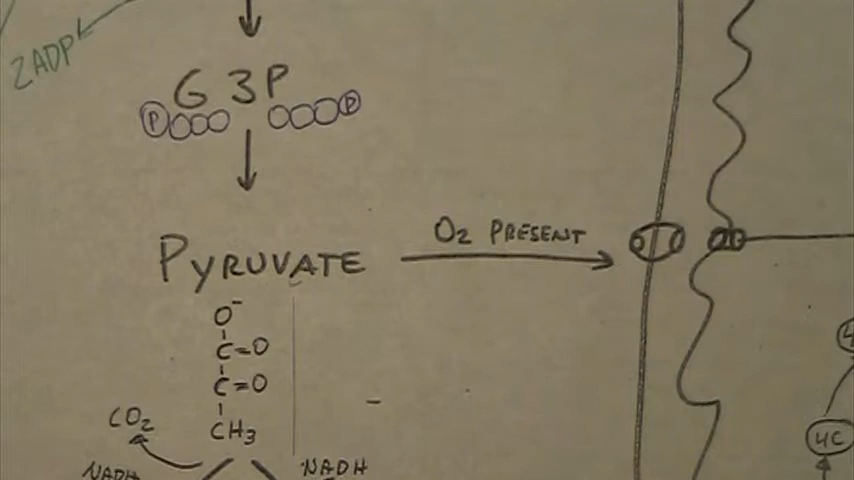 2ADP
G3P
P P
PYRUVATE
O2 PRESENT
O-
C=O
C=O
CH3
CO2
NADH NADH
4C